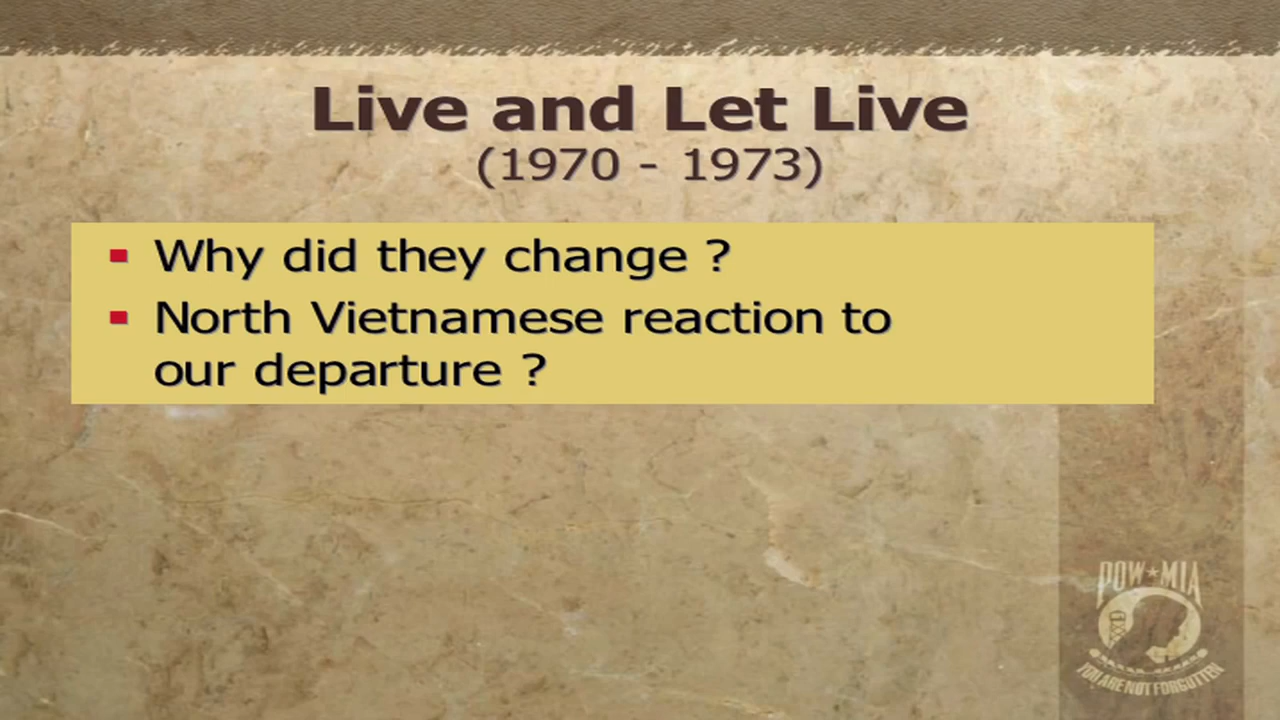 Live and Let Live
(1970 - 1973)
Why did they change ?
North Vietnamese reaction to
our departure ?
POW★MIA
YOU ARE NOT FORGOTTEN